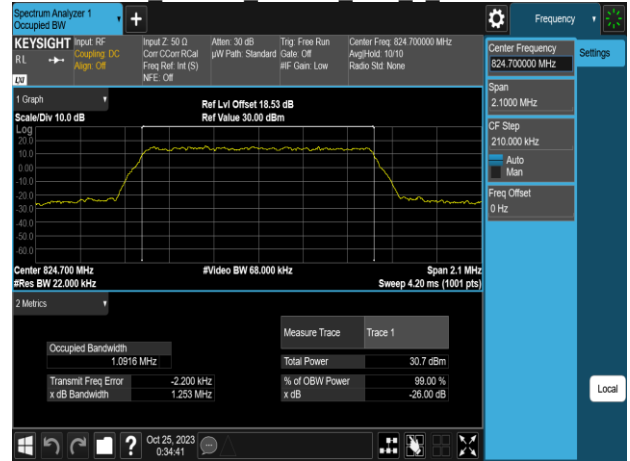 Spectrum Analyzer 1
Occupied BW
+
Frequency
KEYSIGHT
RL
LXI
Input: RF
Coupling: DC
Align: Off
Input Z: 50 Ω
Corr CCorr RCal
Freq Ref: Int (S)
NFE: Off
Atten: 30 dB
µW Path: Standard
Trig: Free Run
Gate: Off
#IF Gain: Low
Center Freq: 824.700000 MHz
Avg|Hold: 10/10
Radio Std: None
Center Frequency
824.700000 MHz
Settings
Span
2.1000 MHz
CF Step
210.000 kHz
Auto
Man
Freq Offset
0 Hz
Local
1 Graph
Scale/Div 10.0 dB
Ref Lvl Offset 18.53 dB
Ref Value 30.00 dBm
Log
20.0
10.0
0.00
-10.0
-20.0
-30.0
-40.0
-50.0
-60.0
Center 824.700 MHz
#Res BW 22.000 kHz
#Video BW 68.000 kHz
Span 2.1 MHz
Sweep 4.20 ms (1001 pts)
2 Metrics
Measure Trace Trace 1
Occupied Bandwidth
1.0916 MHz
Total Power 30.7 dBm
Transmit Freq Error -2.200 kHz
% of OBW Power 99.00 %
x dB Bandwidth 1.253 MHz
x dB -26.00 dB
?
Oct 25, 2023
0:34:41